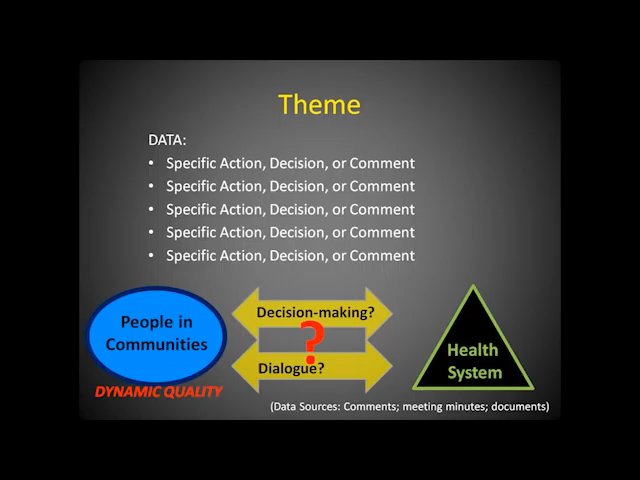 Theme
DATA:
• Specific Action, Decision, or Comment
• Specific Action, Decision, or Comment
• Specific Action, Decision, or Comment
• Specific Action, Decision, or Comment
• Specific Action, Decision, or Comment
People in
Communities
DYNAMIC QUALITY
Decision-making?
?
Dialogue?
Health
System
(Data Sources: Comments; meeting minutes; documents)